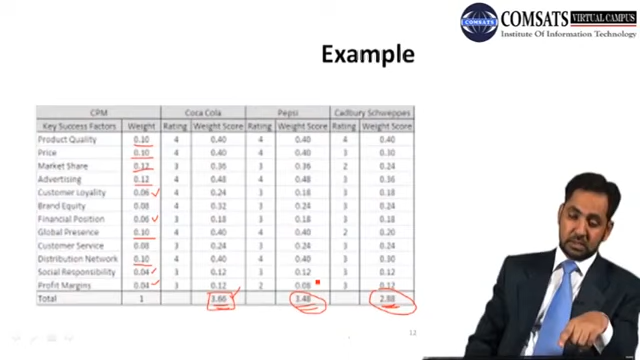 COMSATS VIRTUAL CAMPUS
Institute Of Information Technology
Example
CPM Coca Cola Pepsi Cadbury Schweppes
Key Success Factors Weight Rating Weight Score Rating Weight Score Rating Weight Score
Product Quality 0.10 4 0.40 4 0.40 4 0.40
Price 0.10 4 0.40 4 0.40 3 0.30
Market Share 0.12 3 0.36 3 0.36 2 0.24
Advertising 0.12 4 0.48 4 0.48 3 0.36
Customer Loyality 0.06 4 0.24 3 0.18 3 0.18
Brand Equity 0.08 4 0.32 3 0.24 3 0.24
Financial Position 0.06 3 0.18 3 0.18 3 0.18
Global Presence 0.10 4 0.40 4 0.40 2 0.20
Customer Service 0.08 3 0.24 3 0.24 3 0.24
Distribution Network 0.10 4 0.40 4 0.40 3 0.30
Social Responsibility 0.04 3 0.12 3 0.12 3 0.12
Profit Margins 0.04 3 0.12 2 0.08 3 0.12
Total 1 3.66 3.48 2.88
12